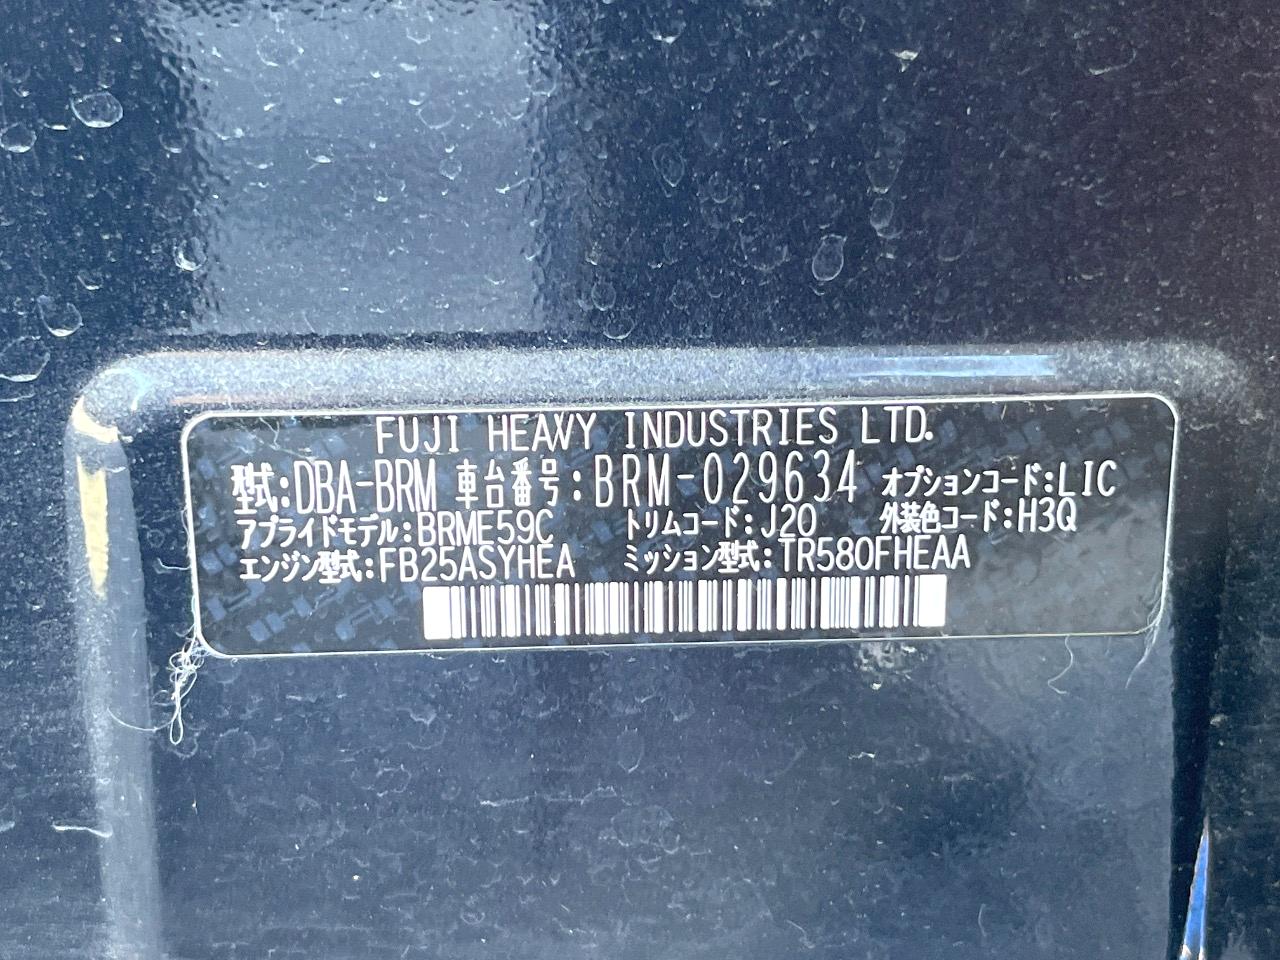 FUJI HEAVY INDUSTRIES LTD.
型式:DBA-BRM 車台番号:BRM-029634 オプションコード:LIC
アプライドモデル:BRME59C トリムコード:J20 外装色コード:H3Q
エンジン型式:FB25ASYHEA ミッション型式:TR580FHEAA